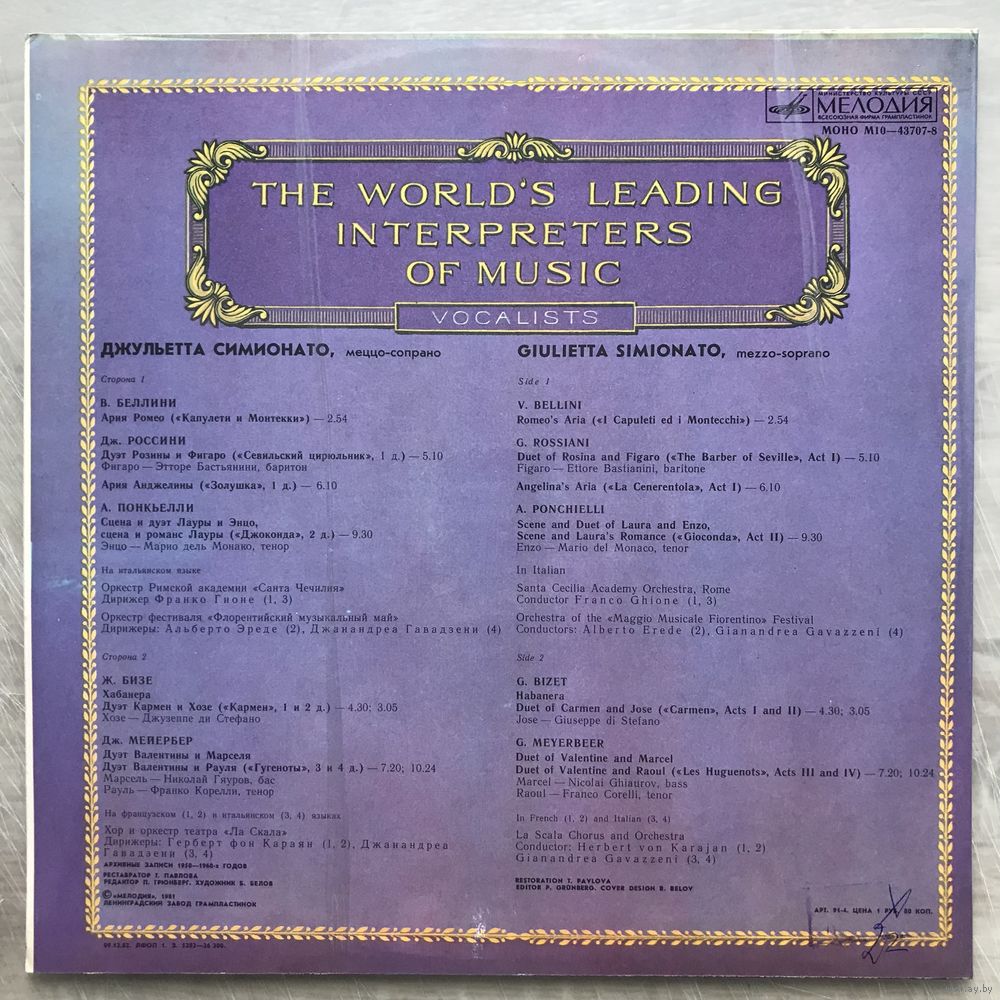 МИНИСТЕРСТВО КУЛЬТУРЫ СССР
МЕЛОДИЯ
ВСЕСОЮЗНАЯ ФИРМА ГРАМПЛАСТИНОК
МОНО М10—43707-8
THE WORLD'S LEADING
INTERPRETERS
OF MUSIC
VOCALISTS
ДЖУЛЬЕТТА СИМИОНАТО, меццо-сопрано
Сторона 1
В. БЕЛЛИНИ
Ария Ромео («Капулети и Монтекки») — 2.54
Дж. РОССИНИ
Дуэт Розины и Фигаро («Севильский цирюльник», 1 д.) — 5.10
Фигаро — Этторе Бастьянини, баритон
Ария Анджелины («Золушка», 1 д.) — 6.10
А. ПОНКЬЕЛЛИ
Сцена и дуэт Лауры и Энцо,
сцена и романс Лауры («Джоконда», 2 д.) — 9.30
Энцо — Марио дель Монако, тенор
На итальянском языке
Оркестр Римской академии «Санта Чечилия»
Дирижер Франко Гионе (1, 3)
Оркестр фестиваля «Флорентийский музыкальный май»
Дирижеры: Альберто Эреде (2), Джанандреа Гавадзени (4)
Сторона 2
Ж. БИЗЕ
Хабанера
Дуэт Кармен и Хозе («Кармен», 1 и 2 д.) — 4.30; 3.05
Хозе — Джузеппе ди Стефано
Дж. МЕЙЕРБЕР
Дуэт Валентины и Марселя
Дуэт Валентины и Рауля («Гугеноты», 3 и 4 д.) — 7.20; 10.24
Марсель — Николай Гяуров, бас
Рауль — Франко Корелли, тенор
На французском (1, 2) и итальянском (3, 4) языках
Хор и оркестр театра «Ла Скала»
Дирижеры: Герберт фон Караян (1, 2), Джанандреа
Гавадзени (3, 4)
АРХИВНЫЕ ЗАПИСИ 1950—1960-х ГОДОВ
РЕСТАВРАТОР Т. ПАВЛОВА
РЕДАКТОР П. ГРЮНБЕРГ. ХУДОЖНИК Б. БЕЛОВ
© «МЕЛОДИЯ», 1981
ЛЕНИНГРАДСКИЙ ЗАВОД ГРАМПЛАСТИНОК
GIULIETTA SIMIONATO, mezzo-soprano
Side 1
V. BELLINI
Romeo's Aria («I Capuleti ed i Montecchi») — 2.54
G. ROSSIANI
Duet of Rosina and Figaro («The Barber of Seville», Act I) — 5.10
Figaro — Ettore Bastianini, baritone
Angelina's Aria («La Cenerentola», Act I) — 6.10
A. PONCHIELLI
Scene and Duet of Laura and Enzo,
Scene and Laura's Romance («Gioconda», Act II) — 9.30
Enzo — Mario del Monaco, tenor
In Italian
Santa Cecilia Academy Orchestra, Rome
Conductor Franco Ghione (1, 3)
Orchestra of the «Maggio Musicale Fiorentino» Festival
Conductors: Alberto Erede (2), Gianandrea Gavazzeni (4)
Side 2
G. BIZET
Habanera
Duet of Carmen and Jose («Carmen», Acts I and II) — 4.30; 3.05
Jose — Giuseppe di Stefano
G. MEYERBEER
Duet of Valentine and Marcel
Duet of Valentine and Raoul («Les Huguenots», Acts III and IV) — 7.20; 10.24
Marcel — Nicolai Ghiaurov, bass
Raoul — Franco Corelli, tenor
In French (1, 2) and Italian (3, 4)
La Scala Chorus and Orchestra
Conductor: Herbert von Karajan (1, 2)
Gianandrea Gavazzeni (3, 4)
RESTORATION T. PAVLOVA
EDITOR P. GRÜNBERG. COVER DESIGN B. BELOV
АРТ. 91-4. ЦЕНА 1 РУБ. 80 КОП.